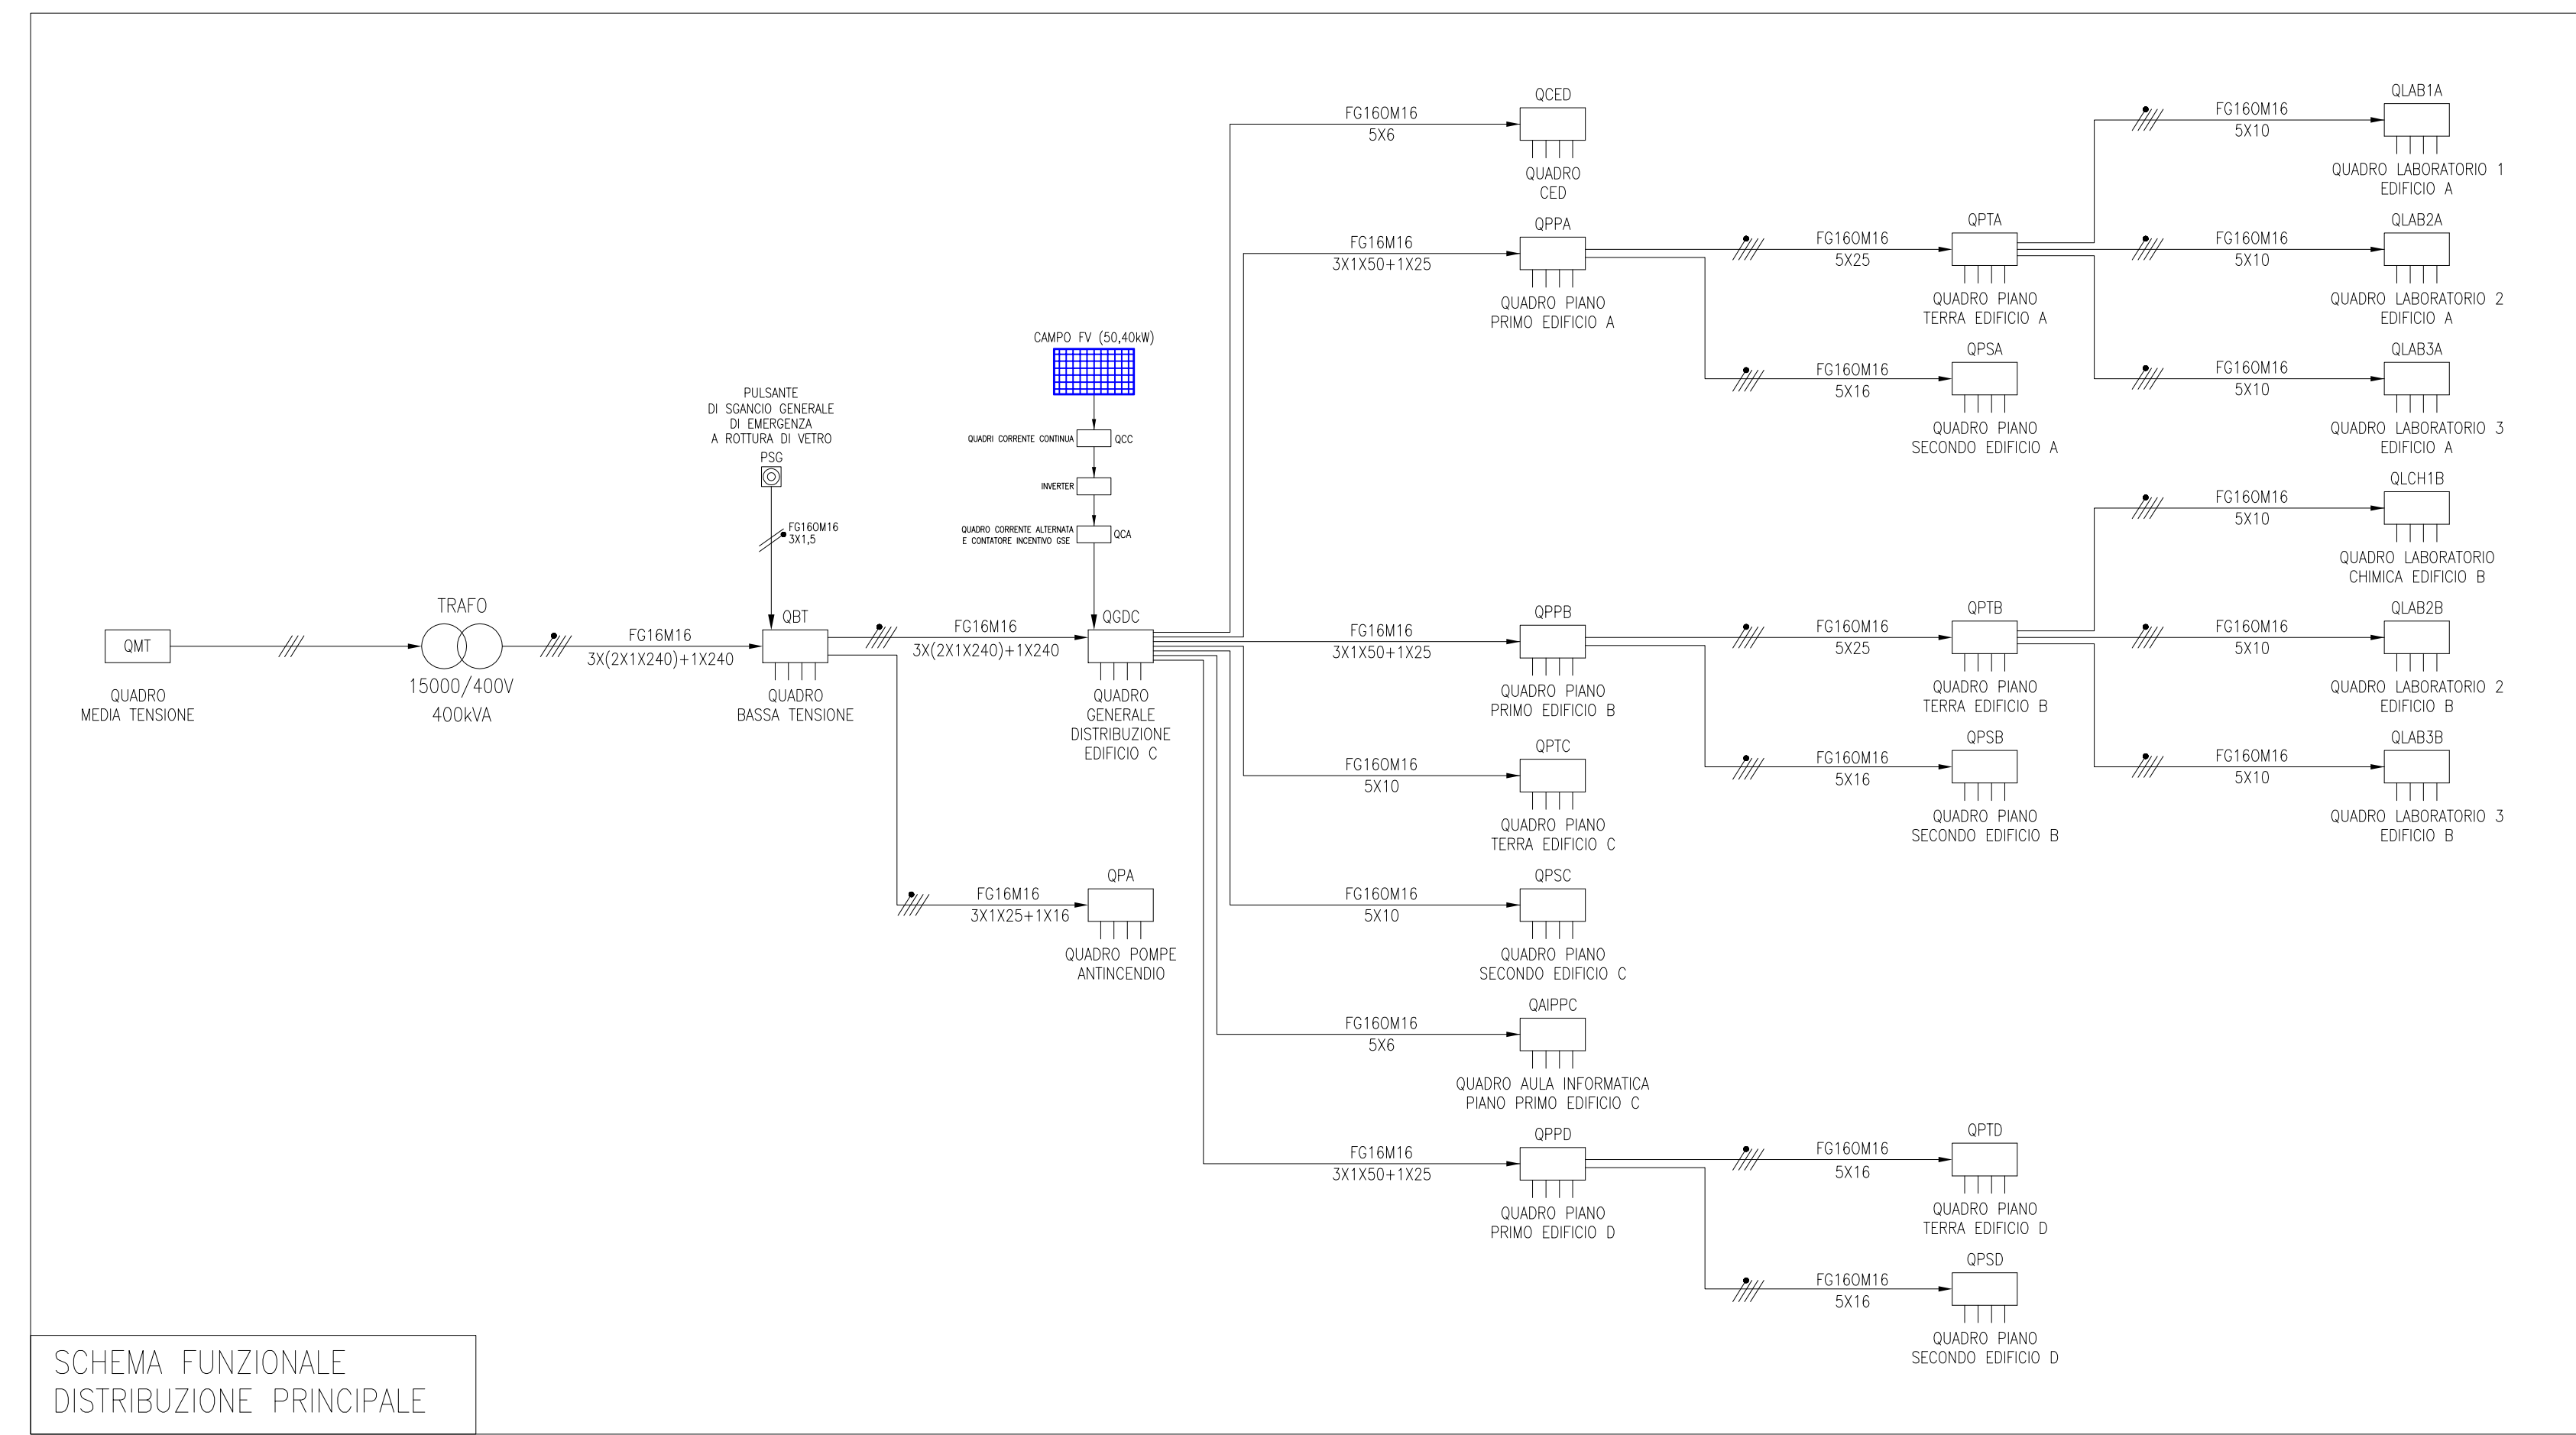 QMT
QUADRO
MEDIA TENSIONE
TRAFO
15000/400V
400kVA
FG16M16
3X(2X1X240)+1X240
PULSANTE
DI SGANCIO GENERALE
DI EMERGENZA
A ROTTURA DI VETRO
PSG
FG16OM16
3X1,5
QBT
QUADRO
BASSA TENSIONE
FG16M16
3X(2X1X240)+1X240
CAMPO FV (50,40kW)
QUADRI CORRENTE CONTINUA
QCC
INVERTER
QUADRO CORRENTE ALTERNATA
E CONTATORE INCENTIVO GSE
QCA
QGDC
QUADRO
GENERALE
DISTRIBUZIONE
EDIFICIO C
FG16M16
3X1X25+1X16
QPA
QUADRO POMPE
ANTINCENDIO
FG16OM16
5X6
QCED
QUADRO
CED
FG16M16
3X1X50+1X25
QPPA
QUADRO PIANO
PRIMO EDIFICIO A
FG16M16
3X1X50+1X25
QPPB
QUADRO PIANO
PRIMO EDIFICIO B
FG16OM16
5X10
QPTC
QUADRO PIANO
TERRA EDIFICIO C
FG16OM16
5X10
QPSC
QUADRO PIANO
SECONDO EDIFICIO C
FG16OM16
5X6
QAIPPC
QUADRO AULA INFORMATICA
PIANO PRIMO EDIFICIO C
FG16M16
3X1X50+1X25
QPPD
QUADRO PIANO
PRIMO EDIFICIO D
FG16OM16
5X25
QPTA
QUADRO PIANO
TERRA EDIFICIO A
FG16OM16
5X16
QPSA
QUADRO PIANO
SECONDO EDIFICIO A
FG16OM16
5X25
QPTB
QUADRO PIANO
TERRA EDIFICIO B
FG16OM16
5X16
QPSB
QUADRO PIANO
SECONDO EDIFICIO B
FG16OM16
5X16
QPTD
QUADRO PIANO
TERRA EDIFICIO D
FG16OM16
5X16
QPSD
QUADRO PIANO
SECONDO EDIFICIO D
FG16OM16
5X10
QLAB1A
QUADRO LABORATORIO 1
EDIFICIO A
FG16OM16
5X10
QLAB2A
QUADRO LABORATORIO 2
EDIFICIO A
FG16OM16
5X10
QLAB3A
QUADRO LABORATORIO 3
EDIFICIO A
FG16OM16
5X10
QLCH1B
QUADRO LABORATORIO
CHIMICA EDIFICIO B
FG16OM16
5X10
QLAB2B
QUADRO LABORATORIO 2
EDIFICIO B
FG16OM16
5X10
QLAB3B
QUADRO LABORATORIO 3
EDIFICIO B
SCHEMA FUNZIONALE
DISTRIBUZIONE PRINCIPALE